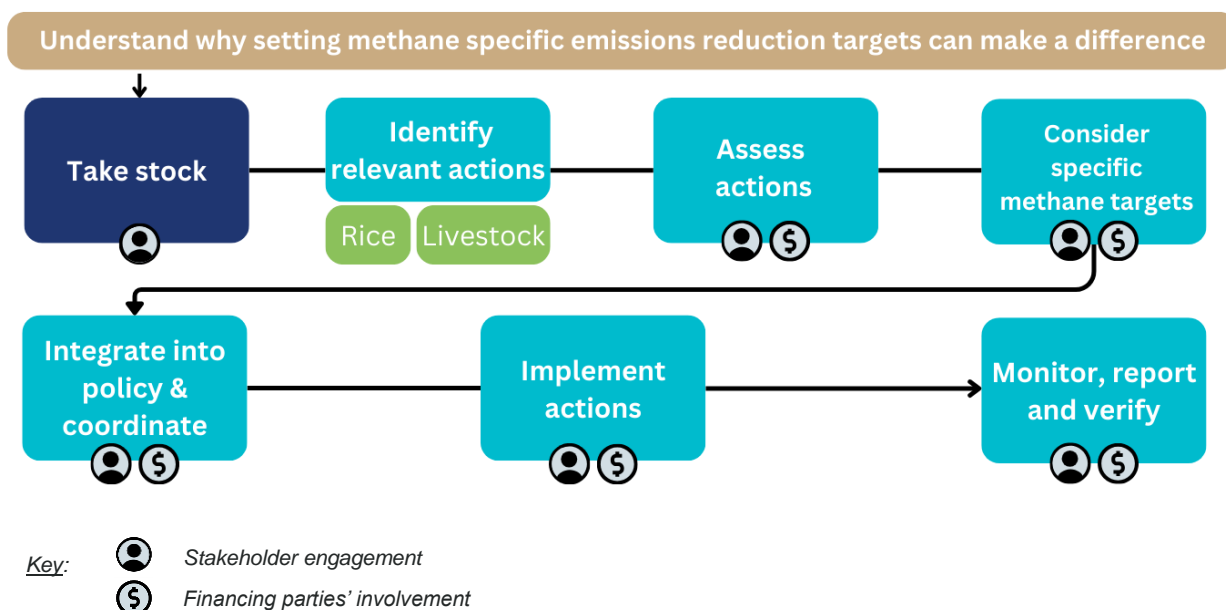 Understand why setting methane specific emissions reduction targets can make a difference
Take stock
Identify
relevant actions
Rice
Livestock
Assess
actions
Consider
specific
methane targets
Integrate into
policy &
coordinate
Implement
actions
Monitor, report
and verify
Key:
Stakeholder engagement
Financing parties' involvement